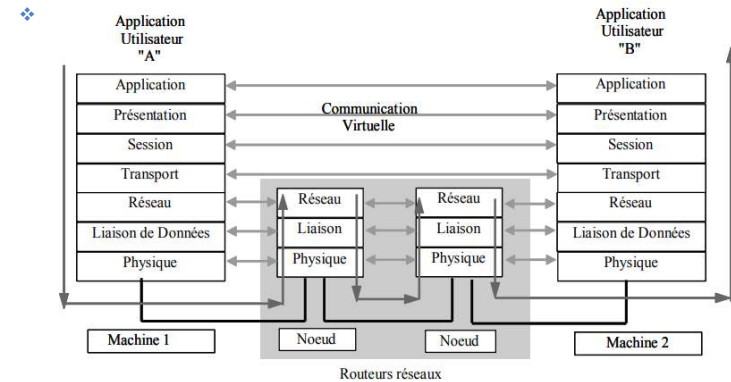 Application
Utilisateur
"A"
Application
Utilisateur
"B"
Application
Application
Présentation
Communication
Virtuelle
Présentation
Session
Session
Transport
Transport
Réseau
Réseau
Réseau
Réseau
Liaison de Données
Liaison
Liaison
Liaison de Données
Physique
Physique
Physique
Physique
Machine 1
Noeud
Noeud
Machine 2
Routeurs réseaux